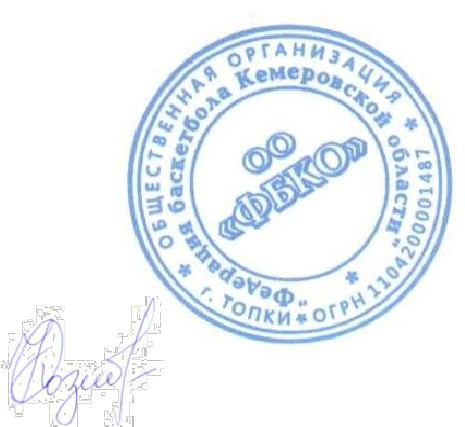 * ОБЩЕСТВЕННАЯ ОРГАНИЗАЦИЯ *
г. ТОПКИ * ОГРН 1104200001487
"Федерация баскетбола Кемеровской области" *
ОО
«ФБКО»